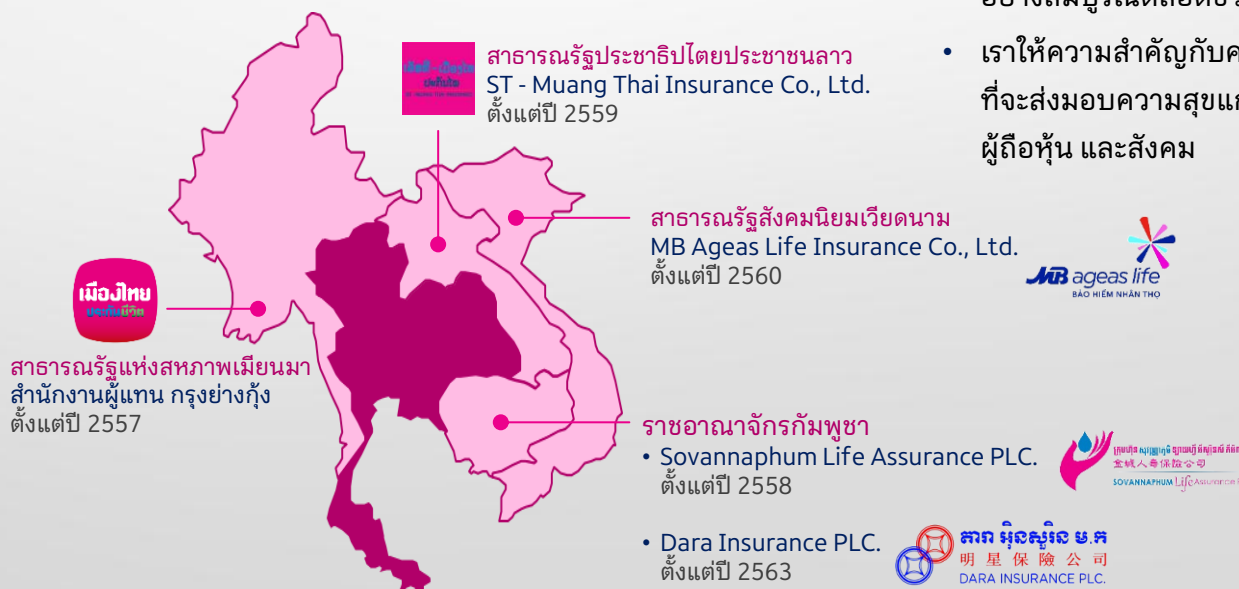 เราให้ความสำคัญกับ
ที่จะส่งมอบความสุข
ผู้ถือหุ้น และสังคม
สาธารณรัฐประชาธิปไตยประชาชนลาว
ST - Muang Thai Insurance Co., Ltd.
ตั้งแต่ปี 2559
สาธารณรัฐสังคมนิยมเวียดนาม
MB Ageas Life Insurance Co., Ltd.
ตั้งแต่ปี 2560
MB ageas life
BẢO HIỂM NHÂN THỌ
เมืองไทย
ประกันชีวิต
สาธารณรัฐแห่งสหภาพเมียนมา
สำนักงานผู้แทน กรุงย่างกุ้ง
ตั้งแต่ปี 2557
ราชอาณาจักรกัมพูชา
• Sovannaphum Life Assurance PLC.
ตั้งแต่ปี 2558
金城人壽保險公司
SOVANNAPHUM Life Assurance
• Dara Insurance PLC.
ตั้งแต่ปี 2563
明星保險公司
DARA INSURANCE PLC.